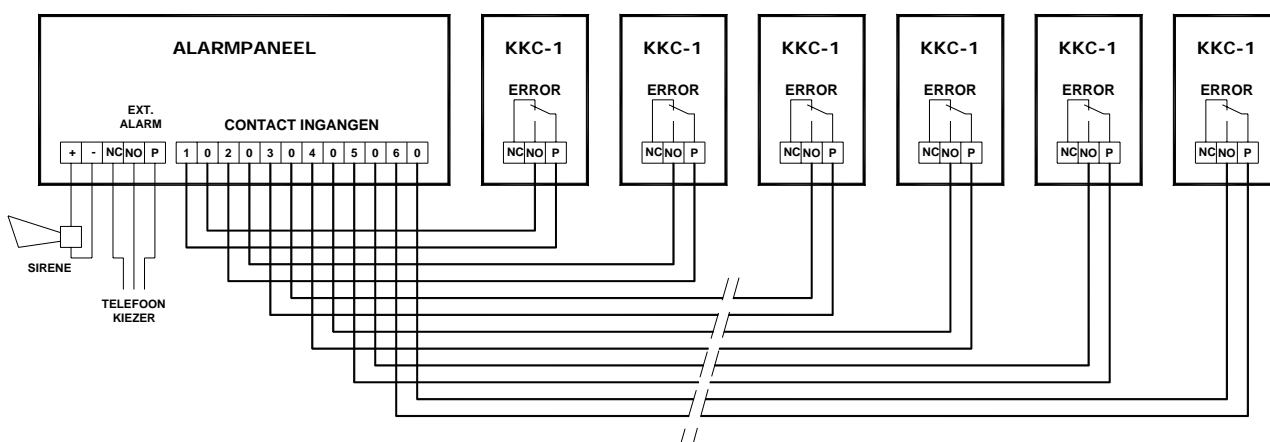 ALARMPANEEL
EXT.
ALARM
CONTACT INGANGEN
+ - NC NO P 1 0 2 0 3 0 4 0 5 0 6 0
SIRENE
TELEFOON
KIEZER
KKC-1
ERROR
NC NO P
KKC-1
ERROR
NC NO P
KKC-1
ERROR
NC NO P
KKC-1
ERROR
NC NO P
KKC-1
ERROR
NC NO P
KKC-1
ERROR
NC NO P